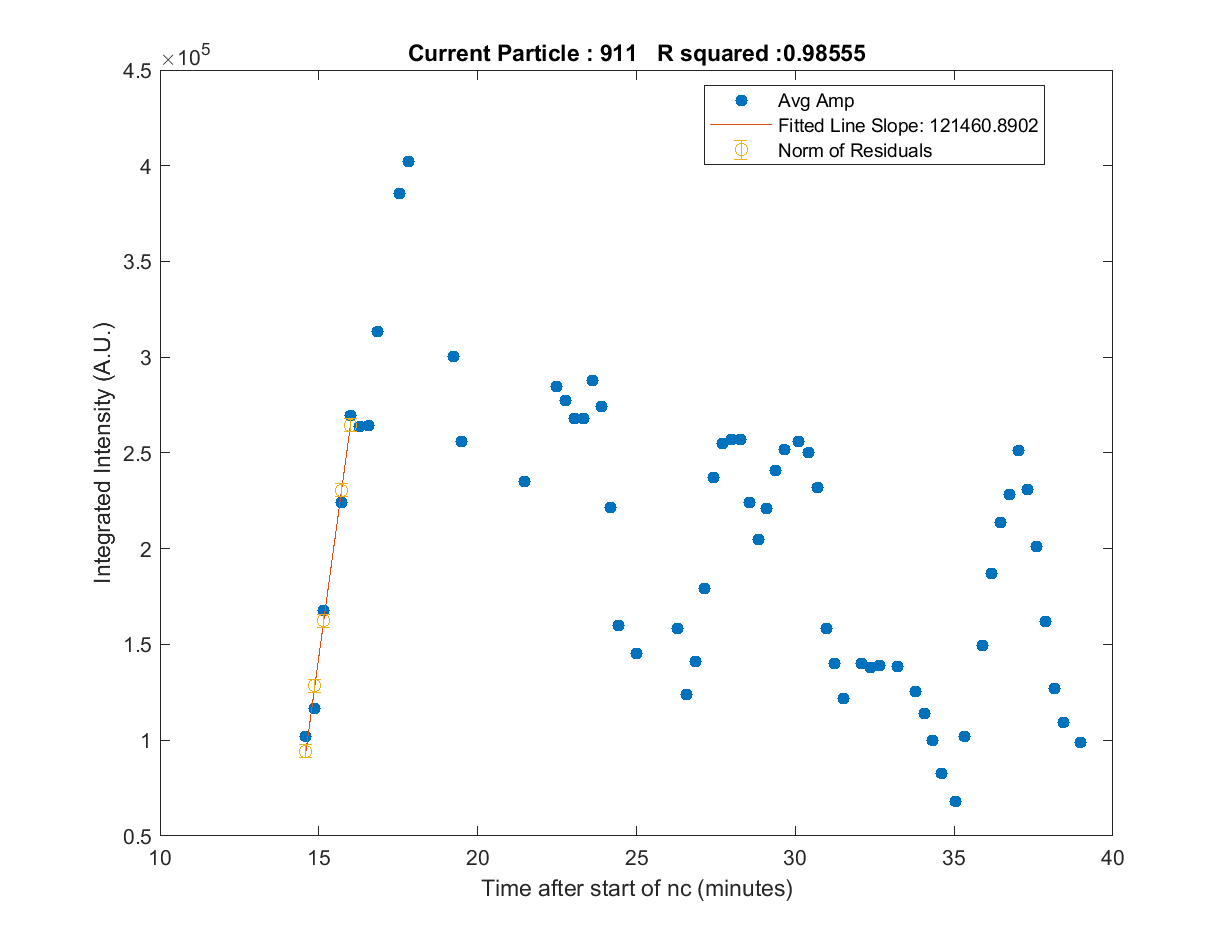 Current Particle : 911   R squared :0.98555
×10^5
4.5
4
3.5
3
2.5
2
1.5
1
0.5
10
15
20
25
30
35
40
Time after start of nc (minutes)
Integrated Intensity (A.U.)
Avg Amp
Fitted Line Slope: 121460.8902
Norm of Residuals